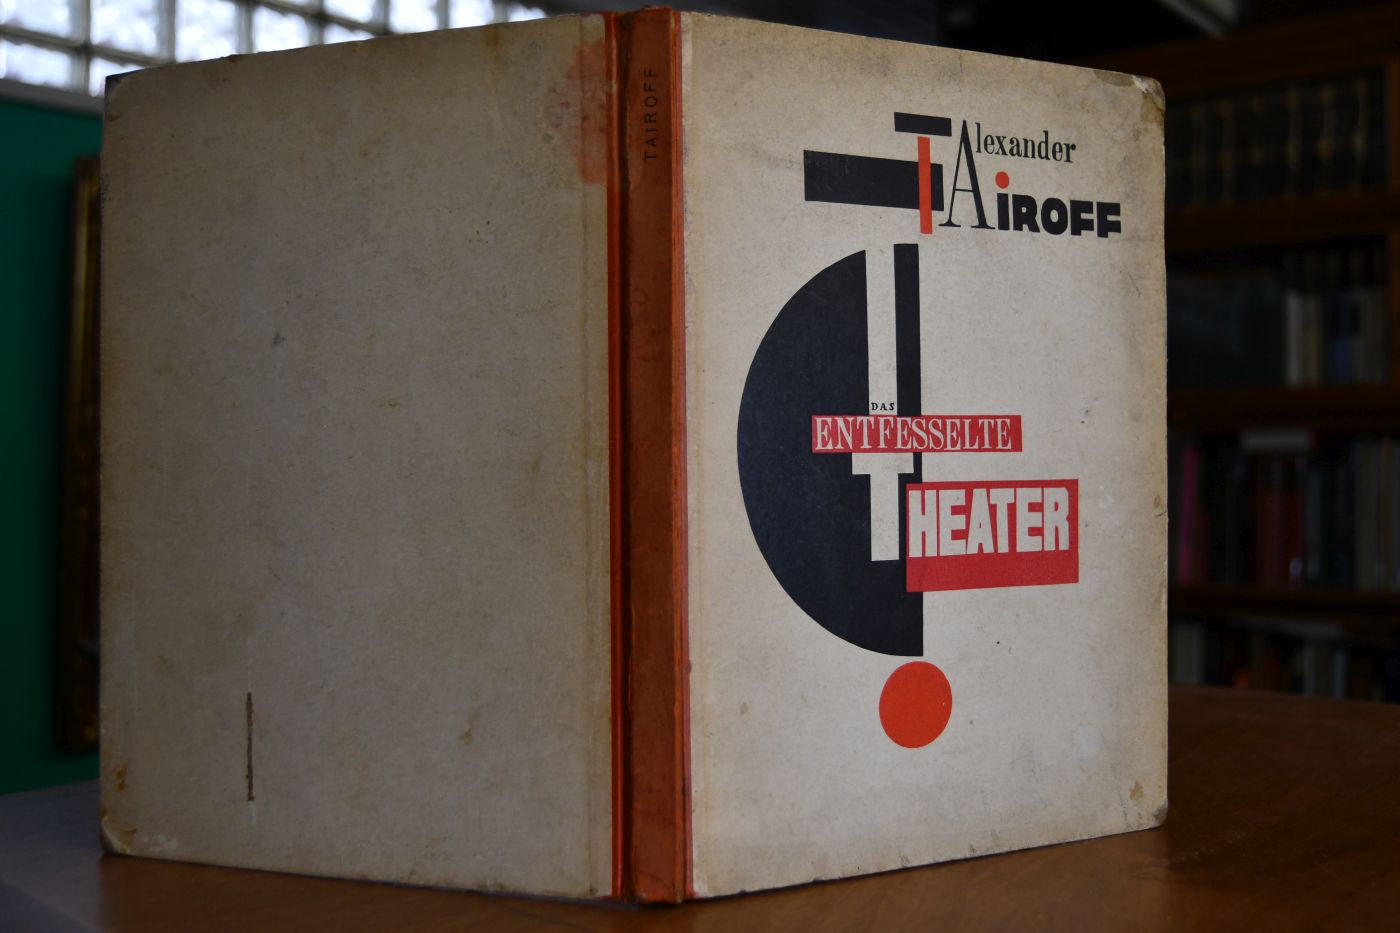 TAIROFF
Alexander
TAiROFF
DAS
ENTFESSELTE
THEATER